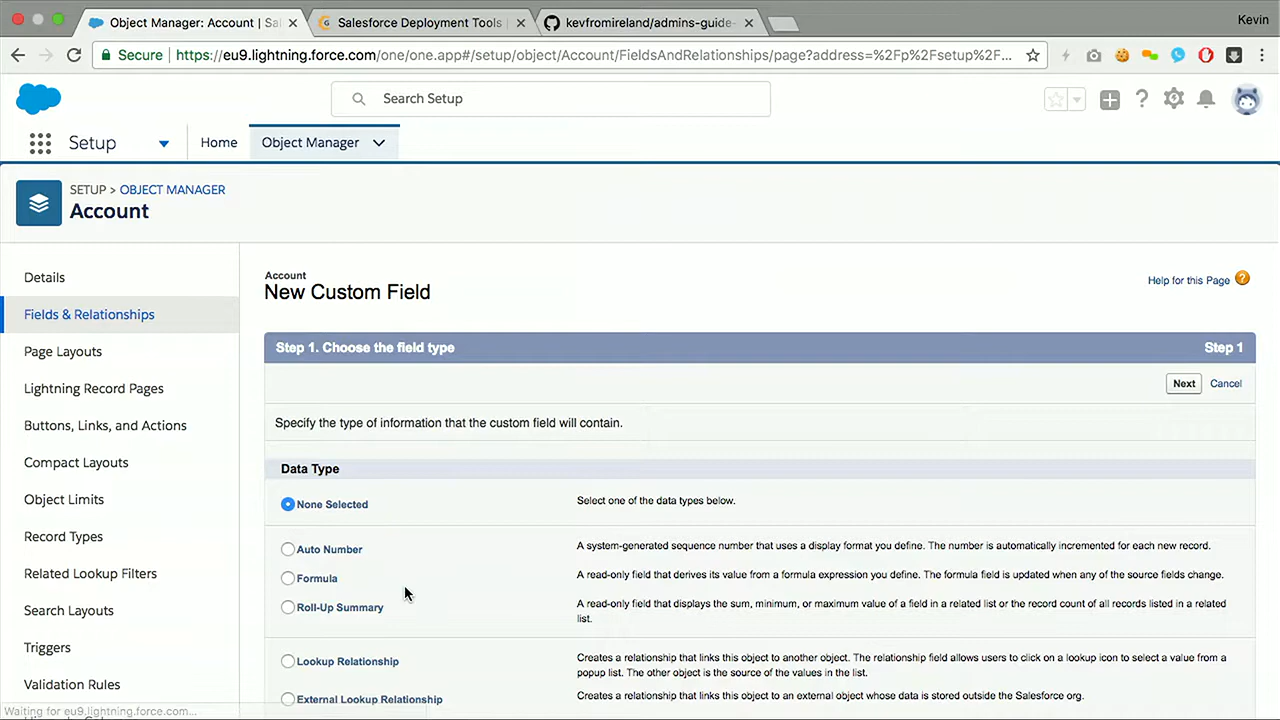 Object Manager: Account | Sa
Salesforce Deployment Tools |
kevfromireland/admins-guide-
Kevin
Secure
https://eu9.lightning.force.com/one/one.app#/setup/object/Account/FieldsAndRelationships/page?address=%2Fp%2Fsetup%2F...
Search Setup
Setup
Home
Object Manager
SETUP > OBJECT MANAGER
Account
Details
Fields & Relationships
Page Layouts
Lightning Record Pages
Buttons, Links, and Actions
Compact Layouts
Object Limits
Record Types
Related Lookup Filters
Search Layouts
Triggers
Validation Rules
Account
New Custom Field
Help for this Page
Step 1. Choose the field type
Step 1
Next
Cancel
Specify the type of information that the custom field will contain.
Data Type
None Selected
Select one of the data types below.
Auto Number
A system-generated sequence number that uses a display format you define. The number is automatically incremented for each new record.
Formula
A read-only field that derives its value from a formula expression you define. The formula field is updated when any of the source fields change.
Roll-Up Summary
A read-only field that displays the sum, minimum, or maximum value of a field in a related list or the record count of all records listed in a related
list.
Lookup Relationship
Creates a relationship that links this object to another object. The relationship field allows users to click on a lookup icon to select a value from a
popup list. The other object is the source of the values in the list.
External Lookup Relationship
Creates a relationship that links this object to an external object whose data is stored outside the Salesforce org.
Waiting for eu9.lightning.force.com...